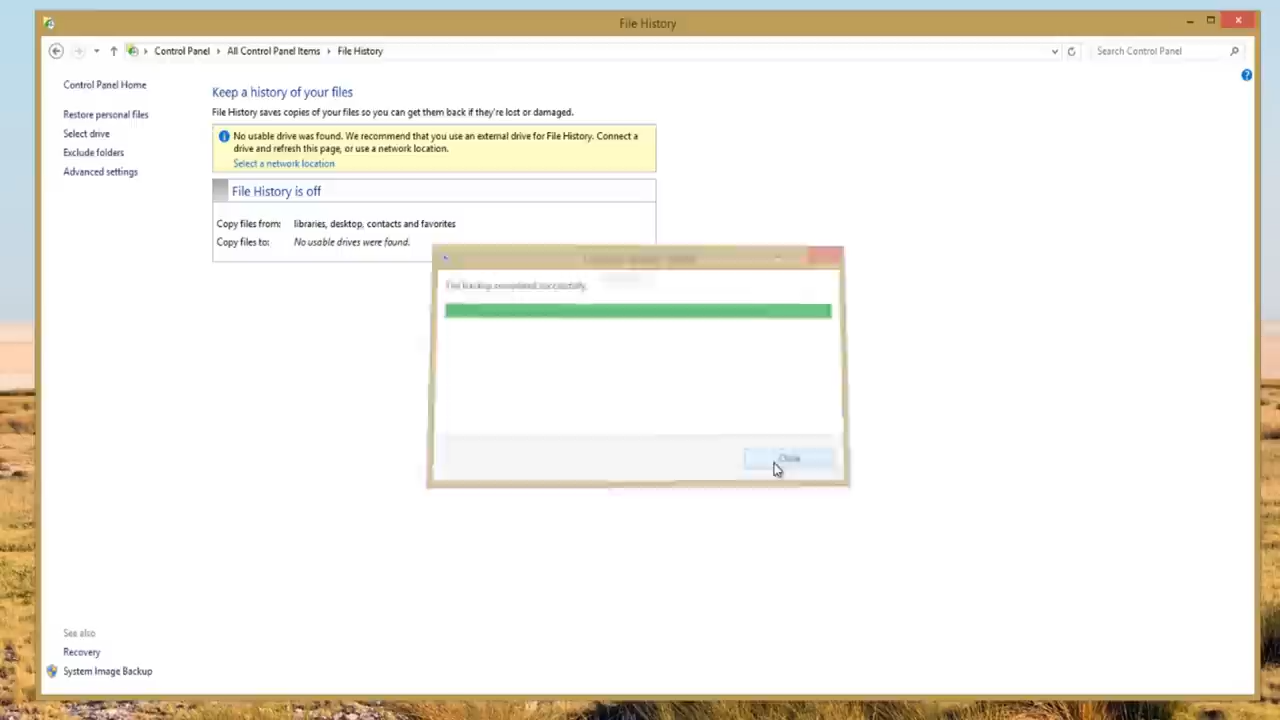 File History
Control Panel
All Control Panel Items
File History
Search Control Panel
Control Panel Home
Restore personal files
Select drive
Exclude folders
Advanced settings
Keep a history of your files
File History saves copies of your files so you can get them back if they're lost or damaged.
No usable drive was found. We recommend that you use an external drive for File History. Connect a
drive and refresh this page, or use a network location.
Select a network location
File History is off
Copy files from: libraries, desktop, contacts and favorites
Copy files to: No usable drives were found.
The backup completed successfully.
Close
See also
Recovery
System Image Backup